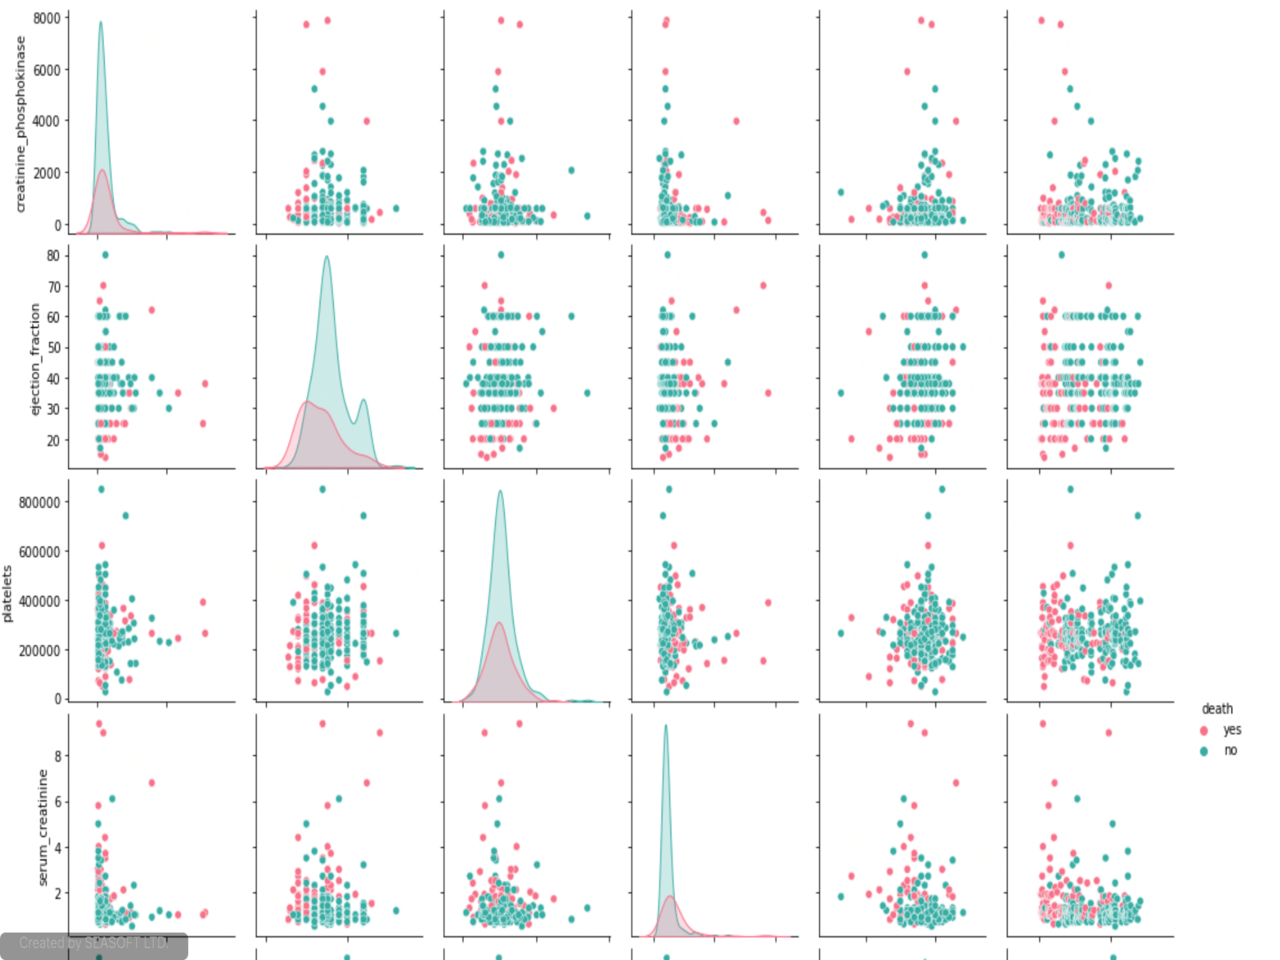 8000
6000
4000
2000
0
creatinine_phosphokinase
80
70
60
50
40
30
20
ejection_fraction
800000
600000
400000
200000
0
platelets
death
yes
no
8
6
4
2
serum_creatinine
Created by SEASOFT LTD.